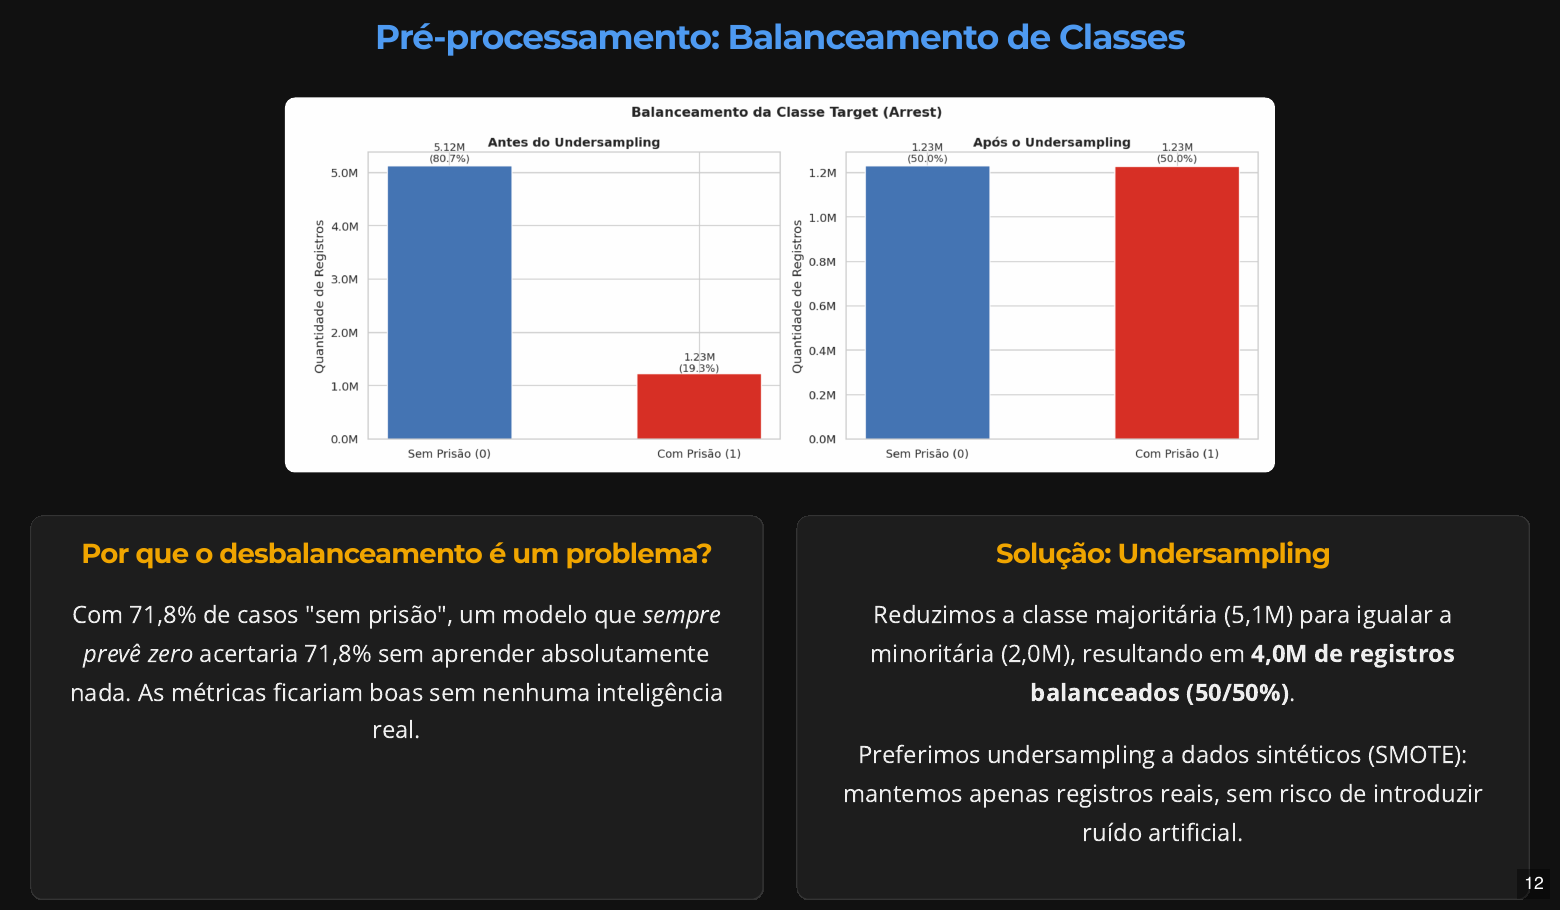 Pré-processamento: Balanceamento de Classes
Balanceamento da Classe Target (Arrest)
Antes do Undersampling
5.12M
(80.7%)
1.23M
(19.3%)
Quantidade de Registros
5.0M
4.0M
3.0M
2.0M
1.0M
0.0M
Sem Prisão (0)
Com Prisão (1)
Após o Undersampling
1.23M
(50.0%)
1.23M
(50.0%)
Quantidade de Registros
1.2M
1.0M
0.8M
0.6M
0.4M
0.2M
0.0M
Sem Prisão (0)
Com Prisão (1)
Por que o desbalanceamento é um problema?
Com 71,8% de casos "sem prisão", um modelo que sempre
prevê zero acertaria 71,8% sem aprender absolutamente
nada. As métricas ficariam boas sem nenhuma inteligência
real.
Solução: Undersampling
Reduzimos a classe majoritária (5,1M) para igualar a
minoritária (2,0M), resultando em 4,0M de registros
balanceados (50/50%).
Preferimos undersampling a dados sintéticos (SMOTE):
mantemos apenas registros reais, sem risco de introduzir
ruído artificial.
12